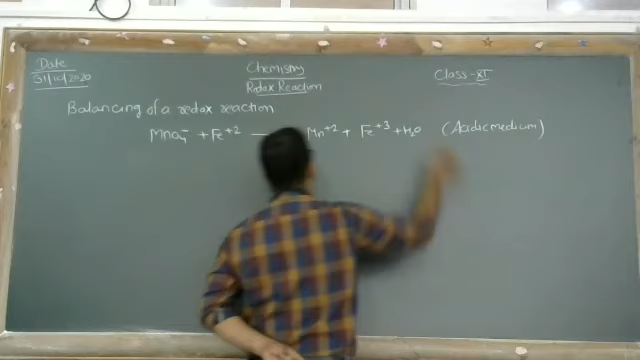 Date
31/10/2020
Chemistry
Redox Reaction
Class-XI
Balancing of a redox reaction
MnO₄⁻ + Fe⁺² — Mn⁺² + Fe⁺³ + H₂O (Acidic medium)